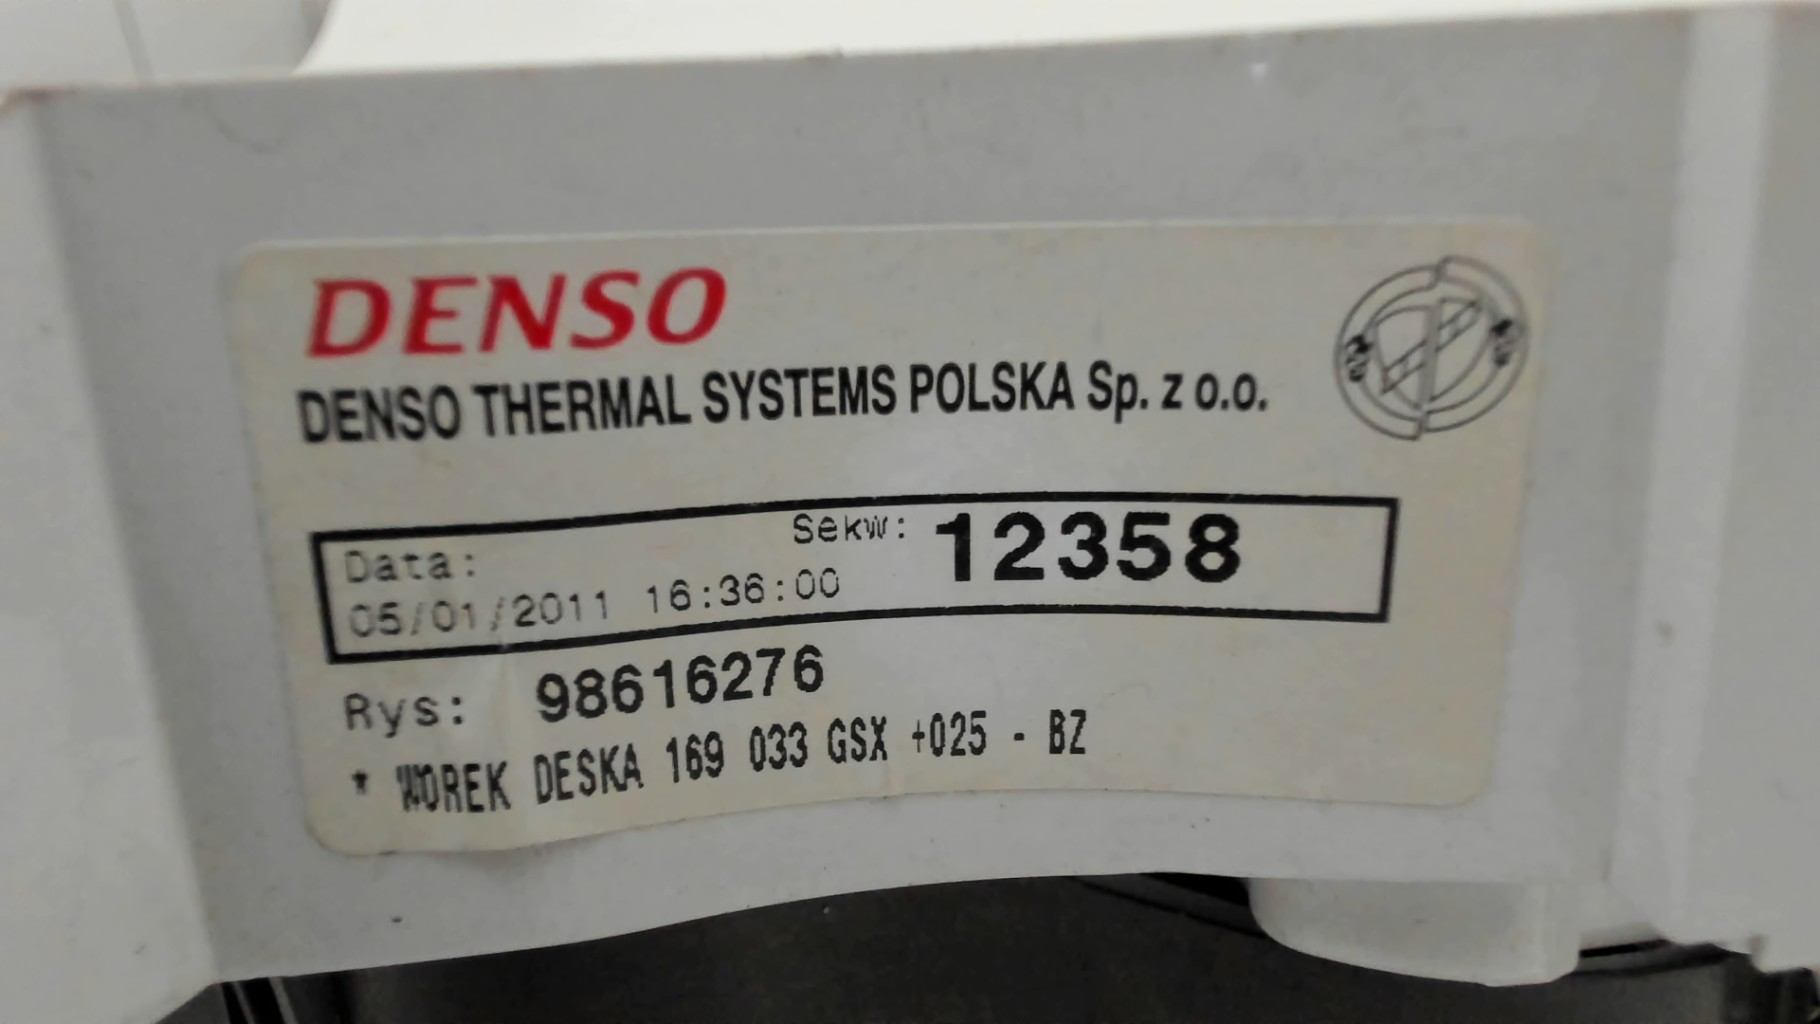 DENSO
DENSO THERMAL SYSTEMS POLSKA Sp. z o.o.
Sekw: 12358
Data:
05/01/2011 16:36:00
Rys: 98616276
* WOREK DESKA 169 033 GSX +025 - BZ